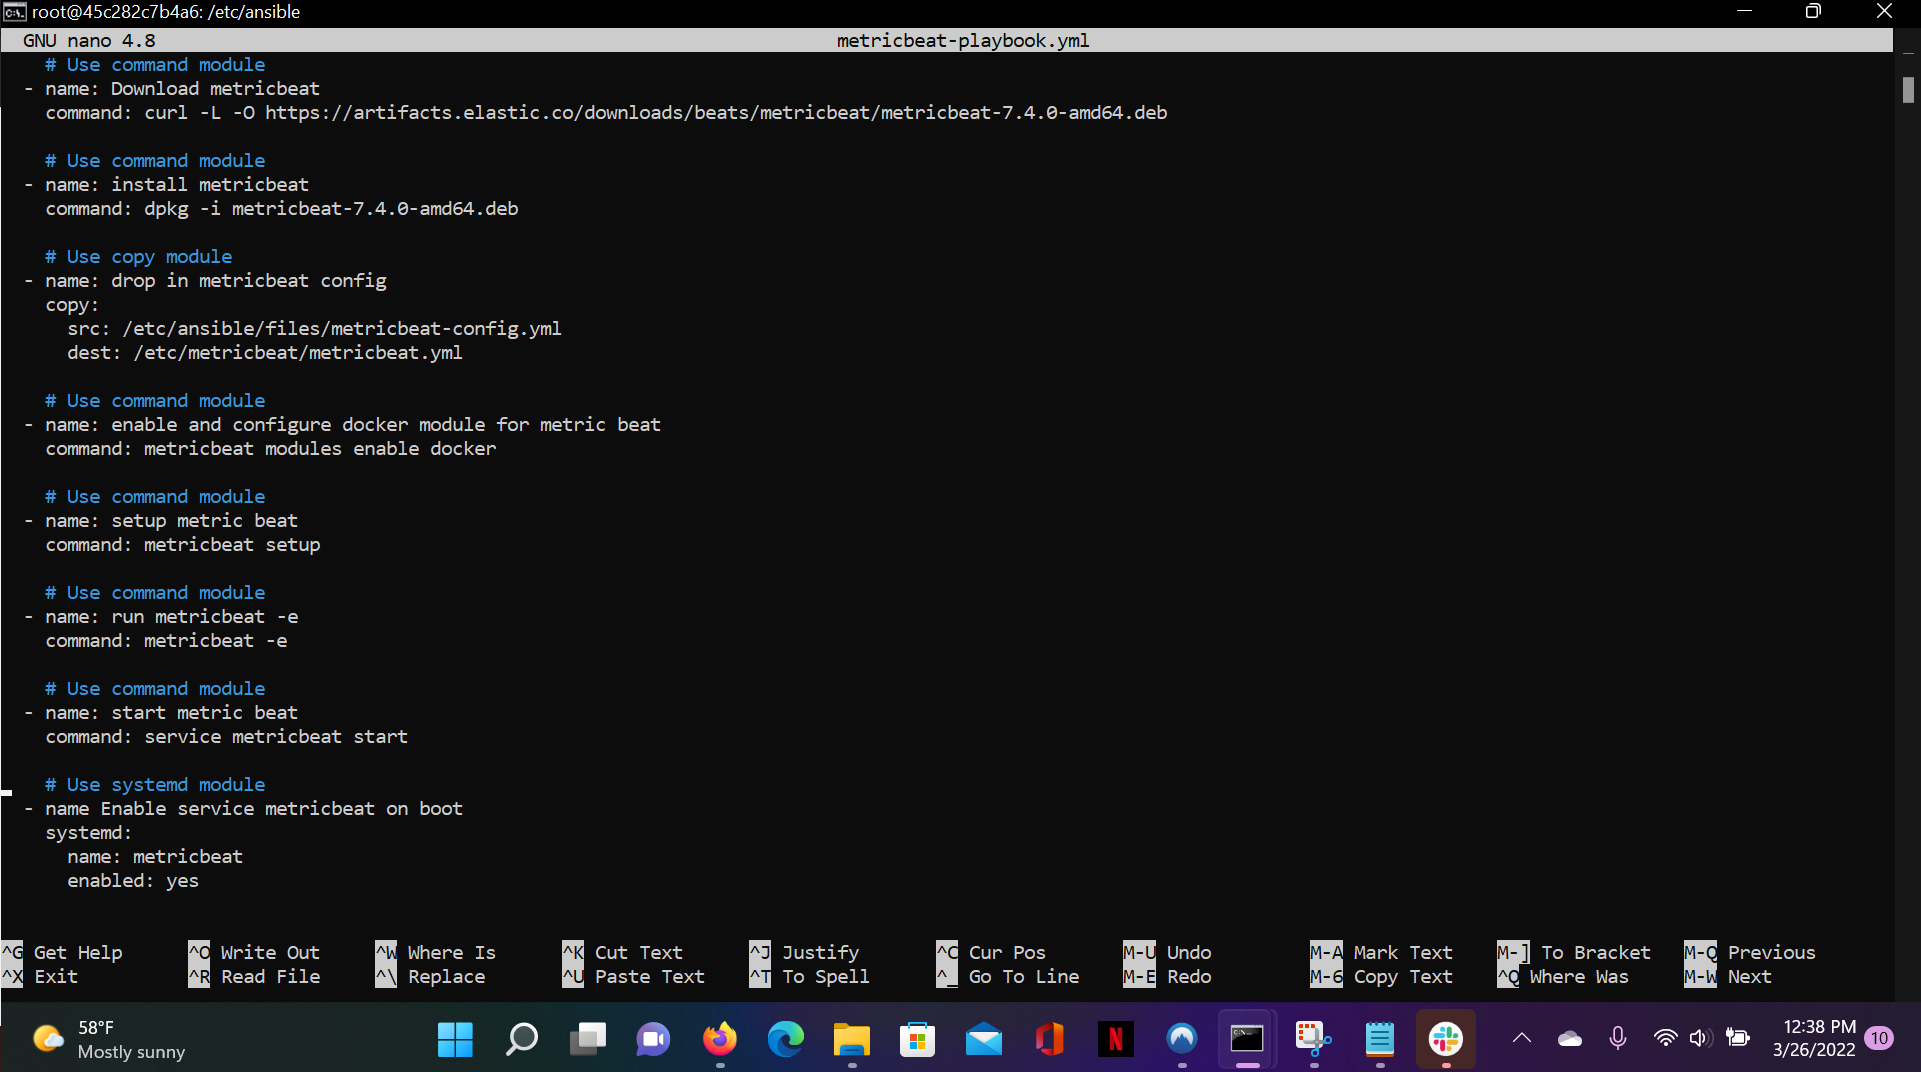 root@45c282c7b4a6: /etc/ansible
GNU nano 4.8 metricbeat-playbook.yml
# Use command module
- name: Download metricbeat
command: curl -L -O https://artifacts.elastic.co/downloads/beats/metricbeat/metricbeat-7.4.0-amd64.deb
# Use command module
- name: install metricbeat
command: dpkg -i metricbeat-7.4.0-amd64.deb
# Use copy module
- name: drop in metricbeat config
copy:
src: /etc/ansible/files/metricbeat-config.yml
dest: /etc/metricbeat/metricbeat.yml
# Use command module
- name: enable and configure docker module for metric beat
command: metricbeat modules enable docker
# Use command module
- name: setup metric beat
command: metricbeat setup
# Use command module
- name: run metricbeat -e
command: metricbeat -e
# Use command module
- name: start metric beat
command: service metricbeat start
# Use systemd module
- name Enable service metricbeat on boot
systemd:
name: metricbeat
enabled: yes
^G Get Help ^O Write Out ^W Where Is ^K Cut Text ^J Justify ^C Cur Pos M-U Undo M-A Mark Text M-] To Bracket M-Q Previous
^X Exit ^R Read File ^\ Replace ^U Paste Text ^T To Spell ^_ Go To Line M-E Redo M-6 Copy Text ^Q Where Was M-W Next
58°F
Mostly sunny
N
12:38 PM
3/26/2022
10